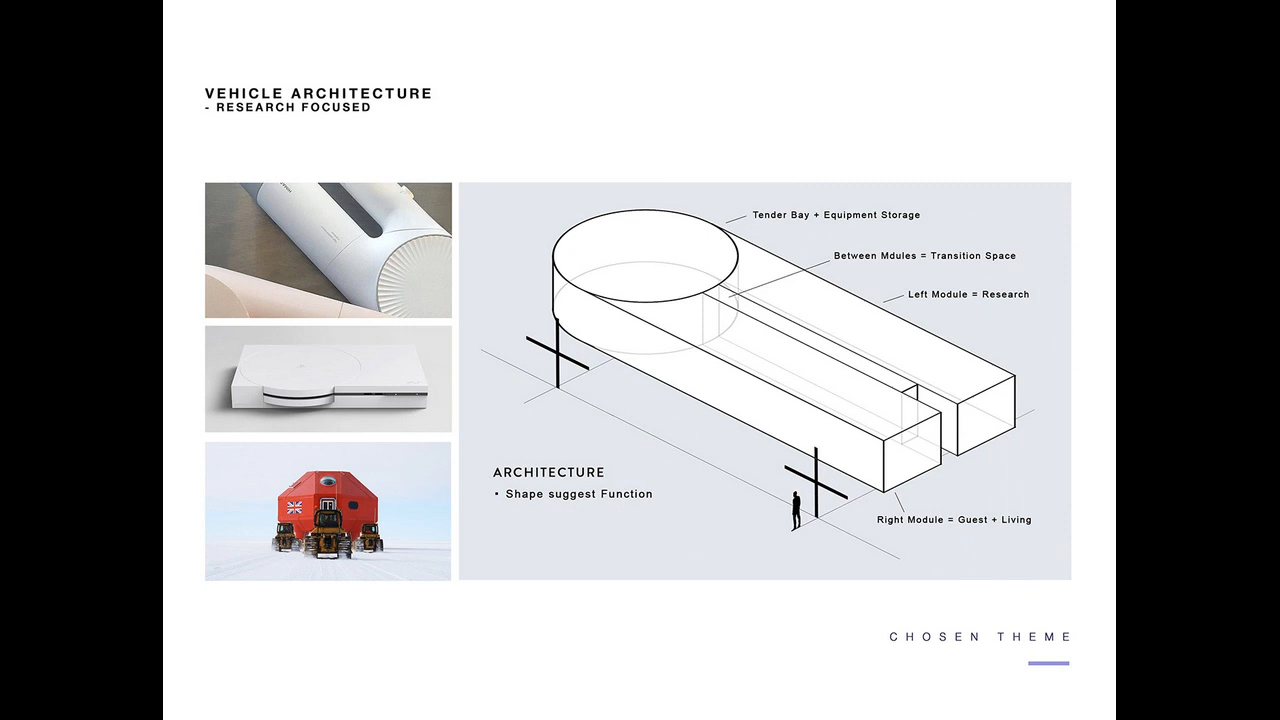 VEHICLE ARCHITECTURE
- RESEARCH FOCUSED
Tender Bay + Equipment Storage
Between Mdules = Transition Space
Left Module = Research
ARCHITECTURE
▪ Shape suggest Function
Right Module = Guest + Living
CHOSEN THEME